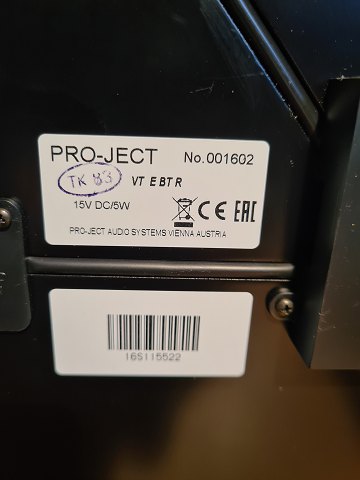 PRO-JECT No.001602
TK 83 VT E BT R
15V DC/5W CE EAC
PRO-JECT AUDIO SYSTEMS VIENNA AUSTRIA
16S115522